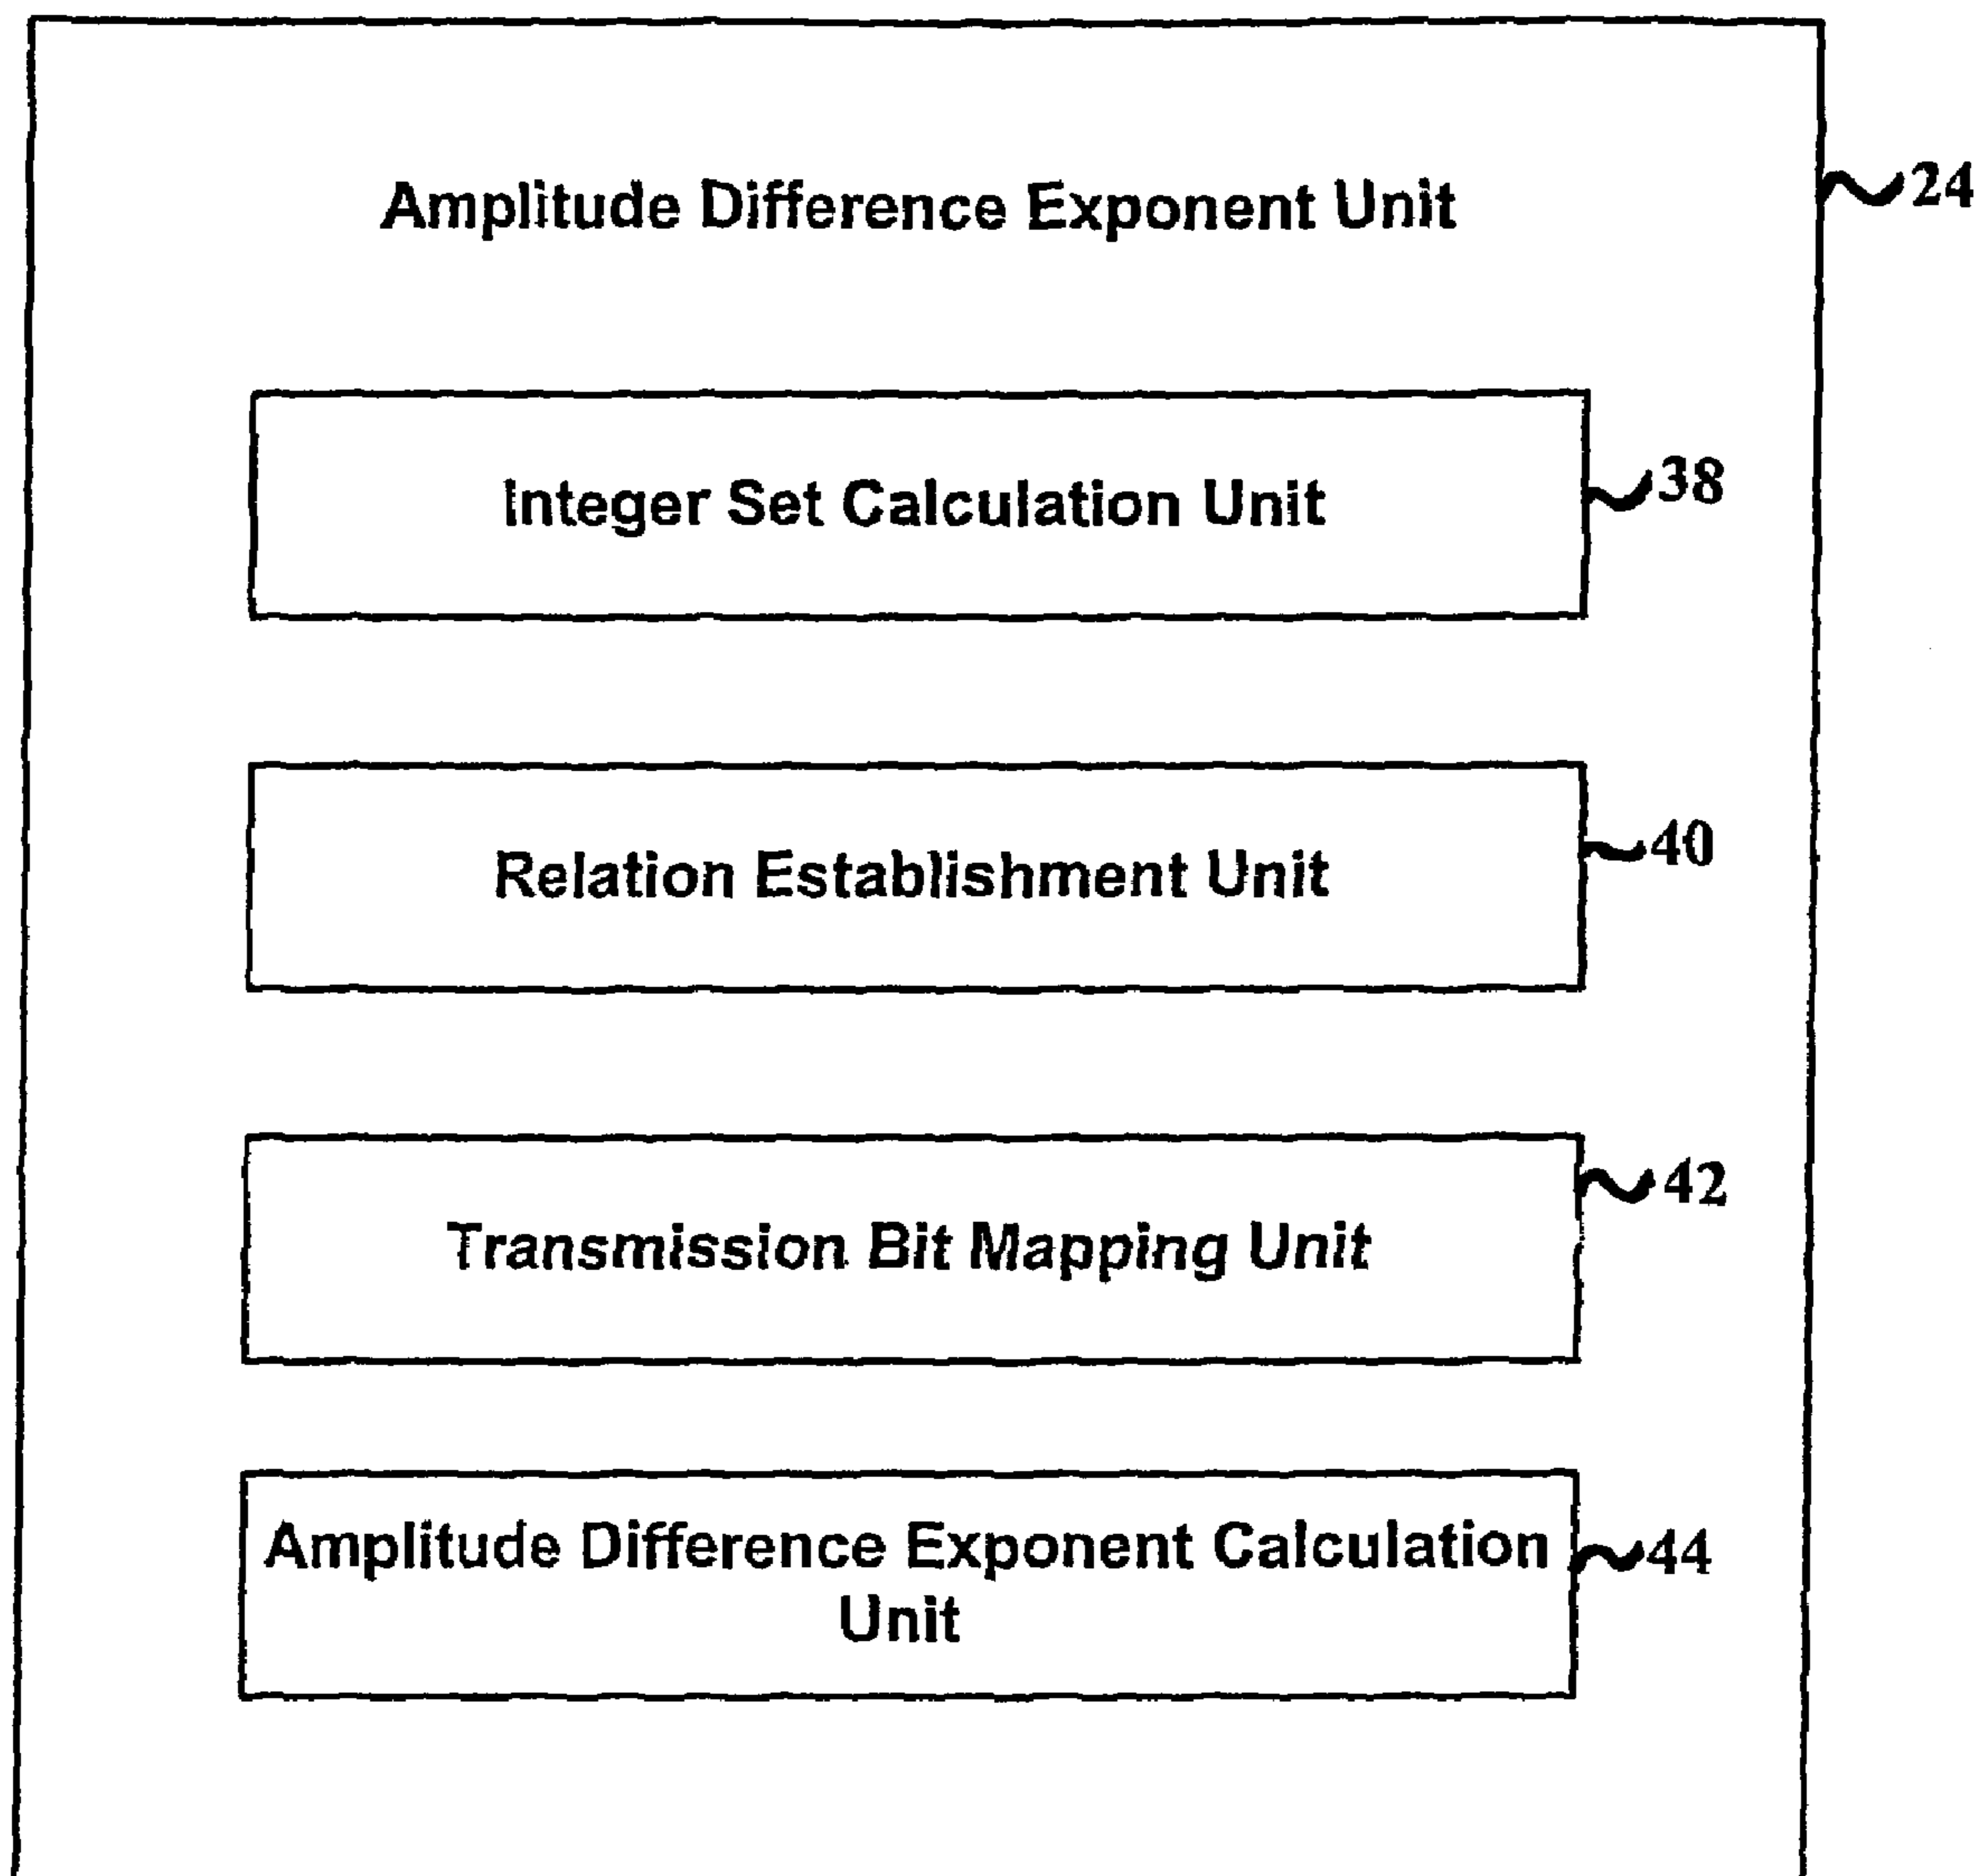 Amplitude Difference Exponent Unit
24
Integer Set Calculation Unit
38
Relation Establishment Unit
40
Transmission Bit Mapping Unit
42
Amplitude Difference Exponent Calculation
Unit
44